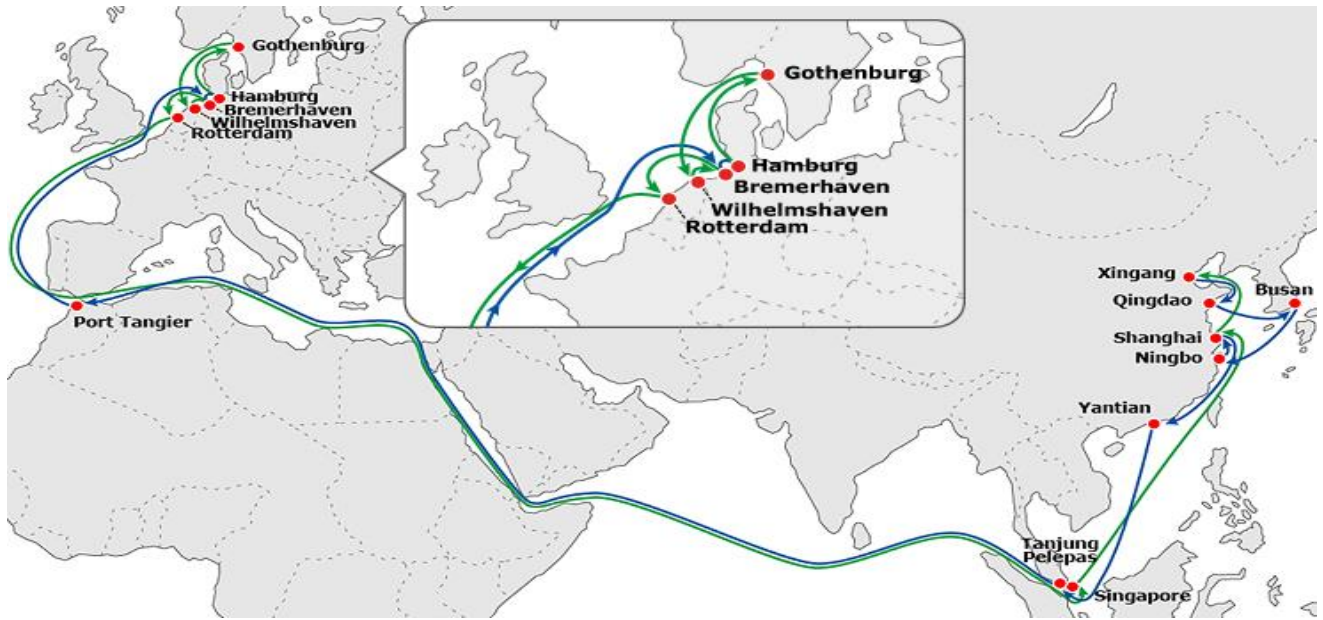 Gothenburg
Hamburg
Bremerhaven
Wilhelmshaven
Rotterdam
Gothenburg
Hamburg
Bremerhaven
Wilhelmshaven
Rotterdam
Port Tangier
Xingang
Busan
Qingdao
Shanghai
Ningbo
Yantian
Tanjung
Pelepas
Singapore